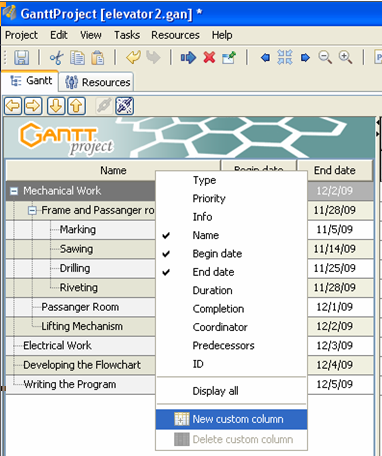 GanttProject [elevator2.gan] *
Project Edit View Tasks Resources
Gantt Resources
GANTT
project
Name Begin date End date
Mechanical Work 12/2/09
Frame and Passanger ro 11/28/09
Marking 11/5/09
Sawing 11/14/09
Drilling 11/25/09
Riveting 11/28/09
Passanger Room 12/1/09
Lifting Mechanism 12/2/09
Electrical Work 12/3/09
Developing the Flowchart 12/4/09
Writing the Program 12/5/09
Type
Priority
Info
Name
Begin date
End date
Duration
Completion
Coordinator
Predecessors
ID
Display all
New custom column
Delete custom column